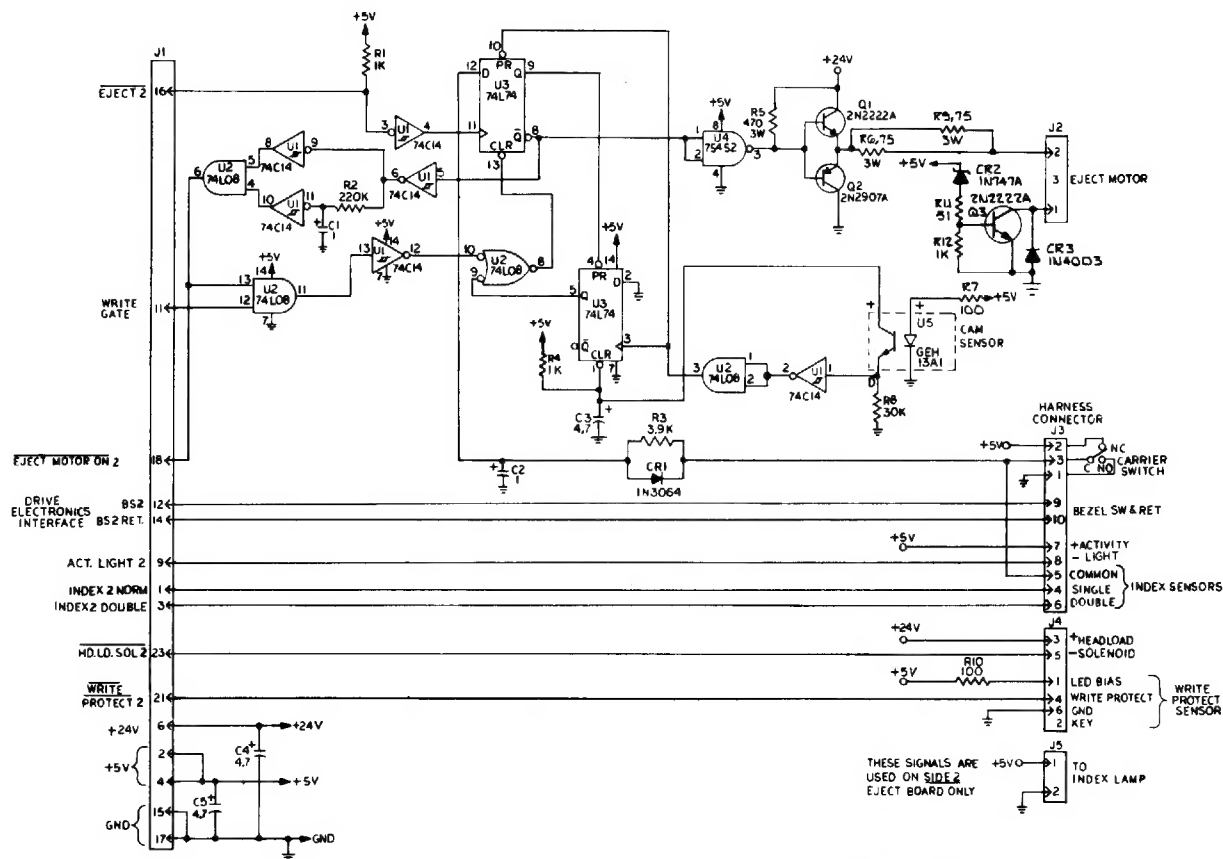 J1
+5V
R1
1K
EJECT 2
16
3
U1
4
74C14
10
12
D
PR
Q
9
U3
74L74
11
Q
8
CLR
13
+24V
+5V
R5
470
3W
8
1
2
U4
75452
3
4
Q1
2N2222A
Q2
2N2907A
R9,75
3W
R6,75
3W
J2
2
3
1
EJECT MOTOR
+5V
CR2
1N747A
R11
51
2N2222A
Q3
R12
1K
CR3
1N4003
6
U2
74L08
5
4
8
U1
9
74C14
10
U1
11
74C14
R2
220K
C1
1
6
U1
5
74C14
+5V
13
U1
14
12
7
74C14
10
9
U2
74L08
8
WRITE
GATE
11
+5V
14
13
12
U2
74L08
11
7
+5V
4
14
PR
2
D
5
Q
U3
74L74
3
Q
CLR
1
7
+5V
R4
1K
C3
4.7
+
3
U2
74L08
1
2
2
U1
1
74C14
+
+
U5
GEH
13A1
CAM
SENSOR
R7
100
+5V
D
R8
30K
EJECT MOTOR ON 2
18
R3
3.9K
CR1
1N3064
+
C2
1
HARNESS
CONNECTOR
J3
+5V
2
3
1
NC
C NO
CARRIER
SWITCH
DRIVE
ELECTRONICS
INTERFACE
BS2
12
9
BS2 RET.
14
10
BEZEL SW & RET
+5V
7
+ACTIVITY
ACT. LIGHT 2
9
8
- LIGHT
5
COMMON
INDEX 2 NORM
1
4
SINGLE
INDEX2 DOUBLE
3
6
DOUBLE
INDEX SENSORS
J4
+24V
3
+HEADLOAD
HD.LD.SOL 2
23
5
-SOLENOID
+5V
R10
100
1
LED BIAS
WRITE
PROTECT 2
21
4
WRITE PROTECT
6
GND
2
KEY
WRITE
PROTECT
SENSOR
+24V
6
+24V
+5V
2
4
C4
4.7
+
+5V
C5
4.7
+
GND
15
17
GND
THESE SIGNALS ARE
USED ON SIDE 2
EJECT BOARD ONLY
J5
+5V
1
2
TO
INDEX LAMP